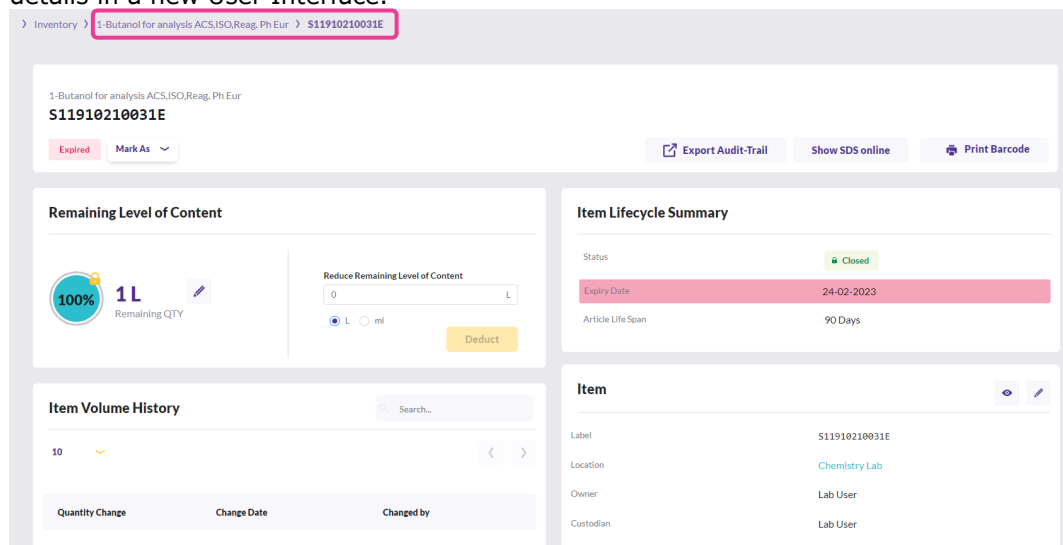 details in a new User Interface.
Inventory 1-Butanol for analysis ACS,ISO,Reag. Ph Eur S11910210031E
1-Butanol for analysis ACS,ISO,Reag. Ph Eur
S11910210031E
Expired Mark As Export Audit-Trail Show SDS online Print Barcode
Remaining Level of Content
100% 1 L
Remaining QTY
Reduce Remaining Level of Content
0 L
L ml
Deduct
Item Lifecycle Summary
Status Closed
Expiry Date 24-02-2023
Article Life Span 90 Days
Item Volume History Search...
10
Quantity Change Change Date Changed by
Item
Label S11910210031E
Location Chemistry Lab
Owner Lab User
Custodian Lab User